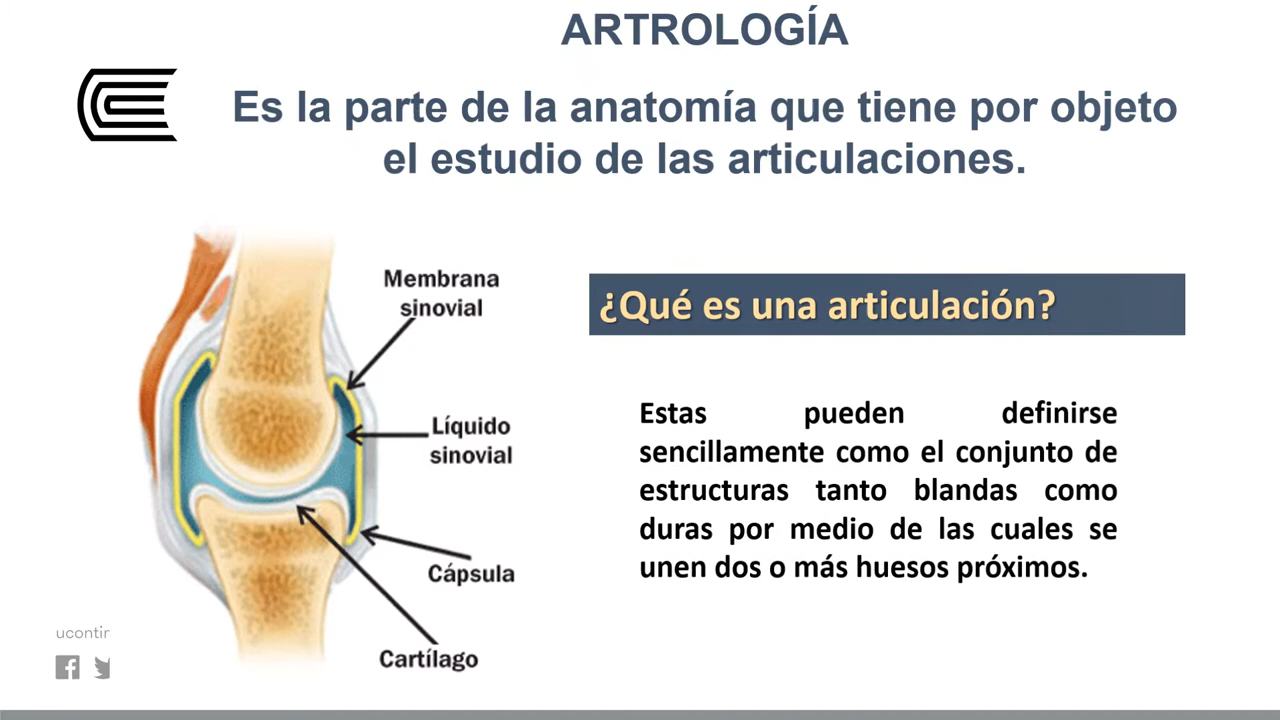 ARTROLOGÍA
Es la parte de la anatomía que tiene por objeto
el estudio de las articulaciones.
Membrana
sinovial
Líquido
sinovial
Cápsula
Cartílago
¿Qué es una articulación?
Estas pueden definirse
sencillamente como el conjunto de
estructuras tanto blandas como
duras por medio de las cuales se
unen dos o más huesos próximos.
ucontir